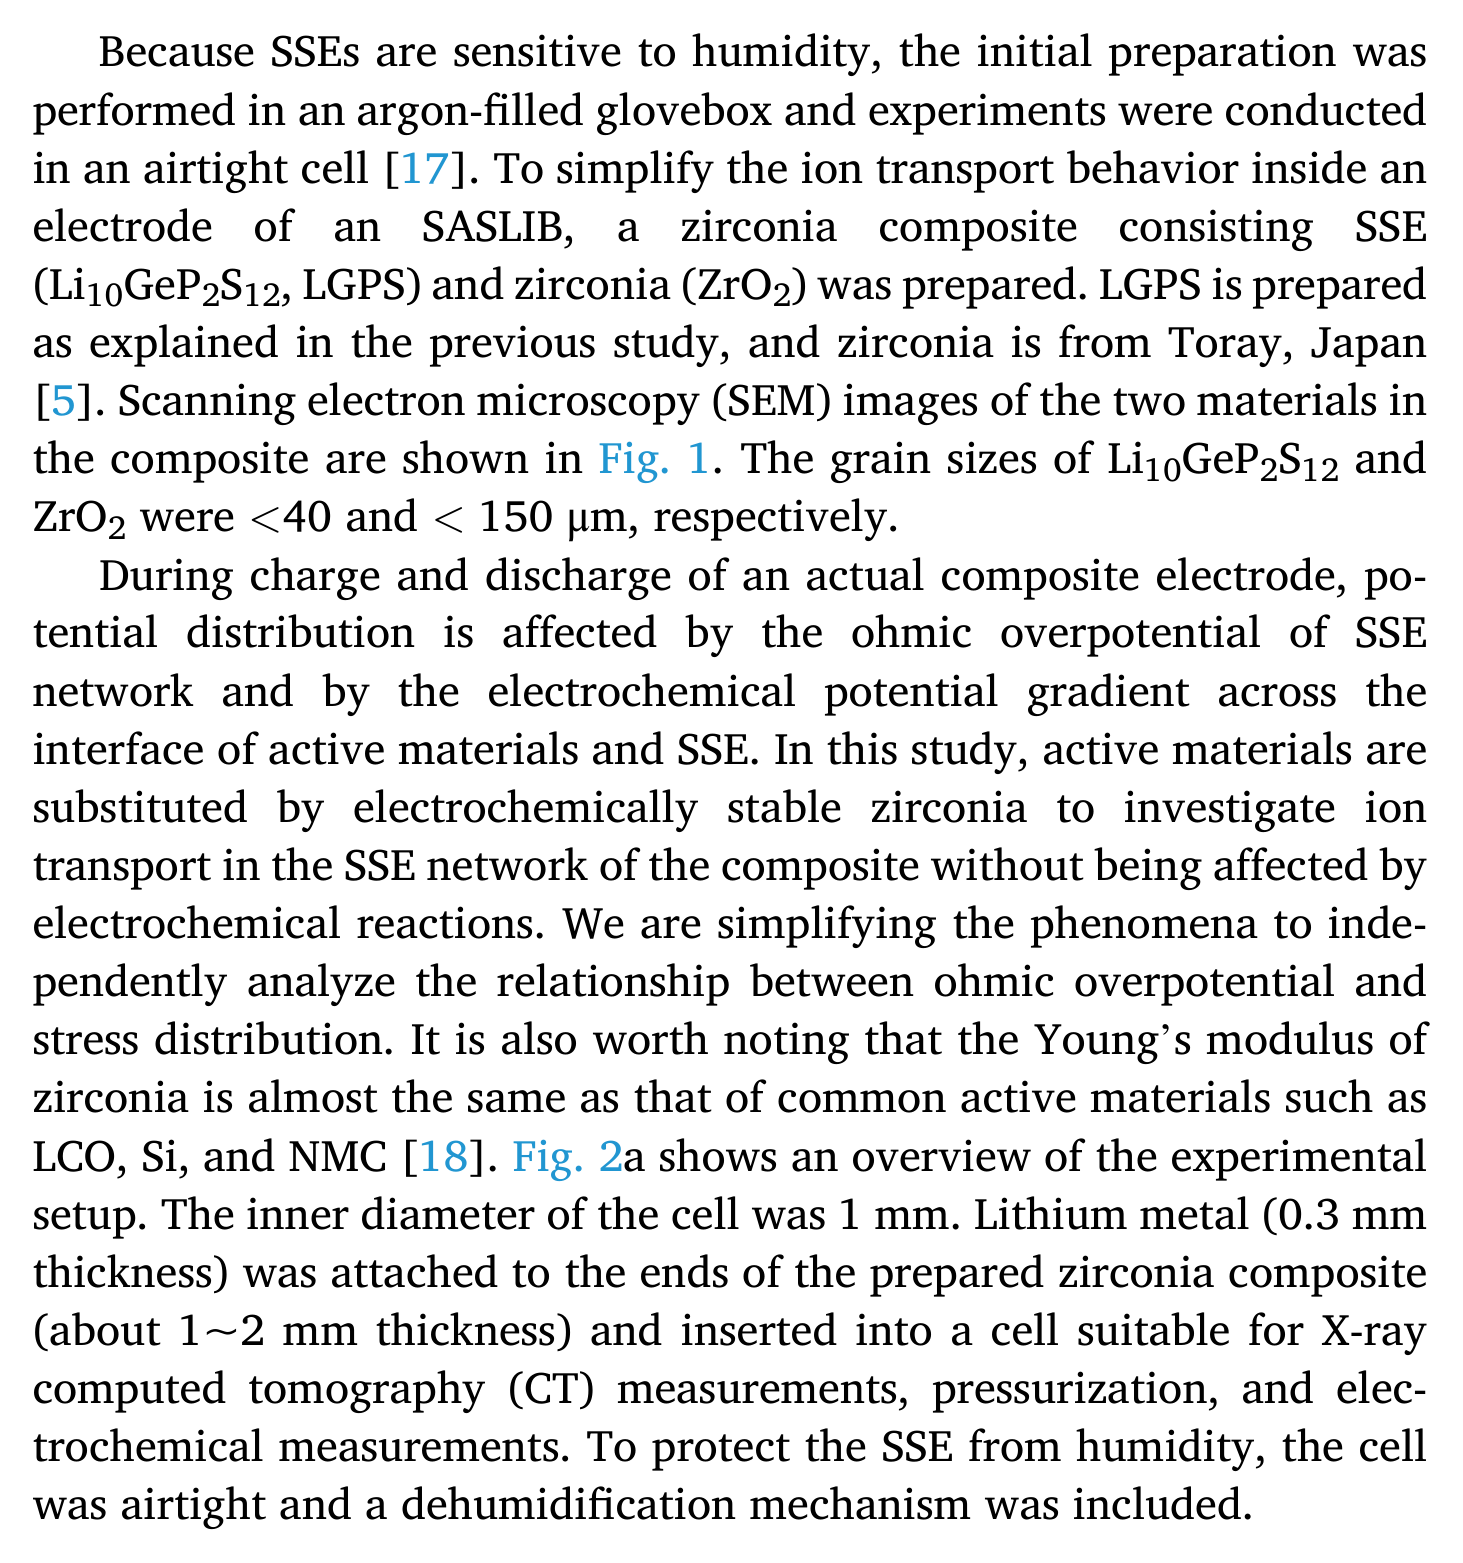 Because SSEs are sensitive to humidity, the initial preparation was
performed in an argon-filled glovebox and experiments were conducted
in an airtight cell [17]. To simplify the ion transport behavior inside an
electrode of an SASLIB, a zirconia composite consisting SSE
(Li₁₀GeP₂S₁₂, LGPS) and zirconia (ZrO₂) was prepared. LGPS is prepared
as explained in the previous study, and zirconia is from Toray, Japan
[5]. Scanning electron microscopy (SEM) images of the two materials in
the composite are shown in Fig. 1. The grain sizes of Li₁₀GeP₂S₁₂ and
ZrO₂ were <40 and < 150 μm, respectively.
During charge and discharge of an actual composite electrode, po-
tential distribution is affected by the ohmic overpotential of SSE
network and by the electrochemical potential gradient across the
interface of active materials and SSE. In this study, active materials are
substituted by electrochemically stable zirconia to investigate ion
transport in the SSE network of the composite without being affected by
electrochemical reactions. We are simplifying the phenomena to inde-
pendently analyze the relationship between ohmic overpotential and
stress distribution. It is also worth noting that the Young’s modulus of
zirconia is almost the same as that of common active materials such as
LCO, Si, and NMC [18]. Fig. 2a shows an overview of the experimental
setup. The inner diameter of the cell was 1 mm. Lithium metal (0.3 mm
thickness) was attached to the ends of the prepared zirconia composite
(about 1∼2 mm thickness) and inserted into a cell suitable for X-ray
computed tomography (CT) measurements, pressurization, and elec-
trochemical measurements. To protect the SSE from humidity, the cell
was airtight and a dehumidification mechanism was included.